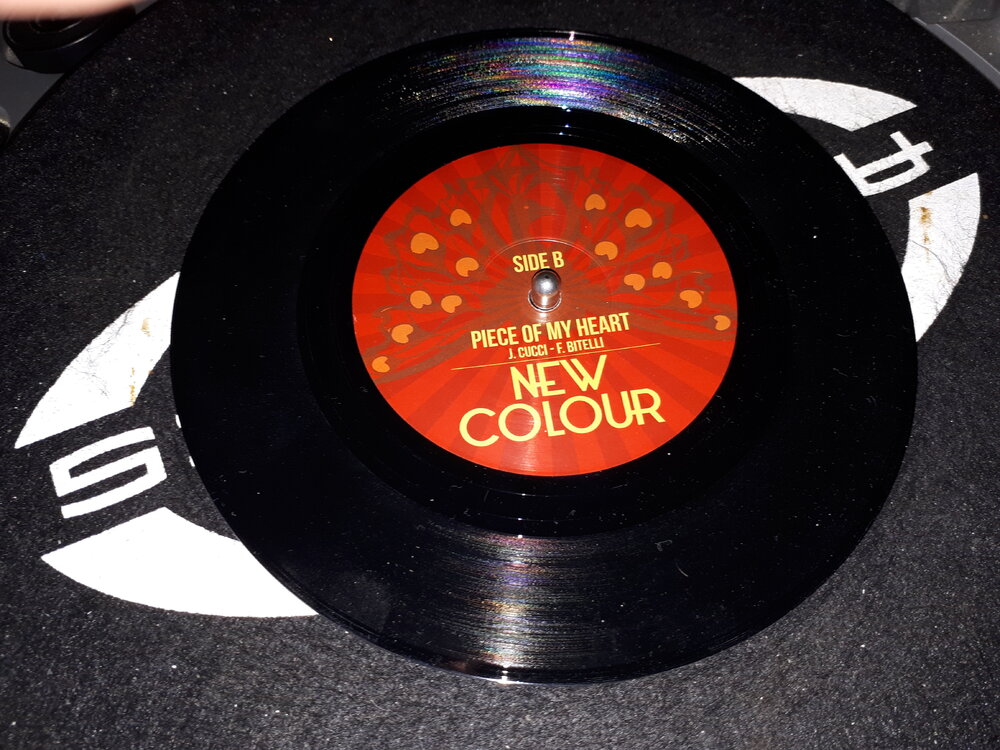 SIDE B
PIECE OF MY HEART
J. CUCCI - F. BITELLI
NEW
COLOUR